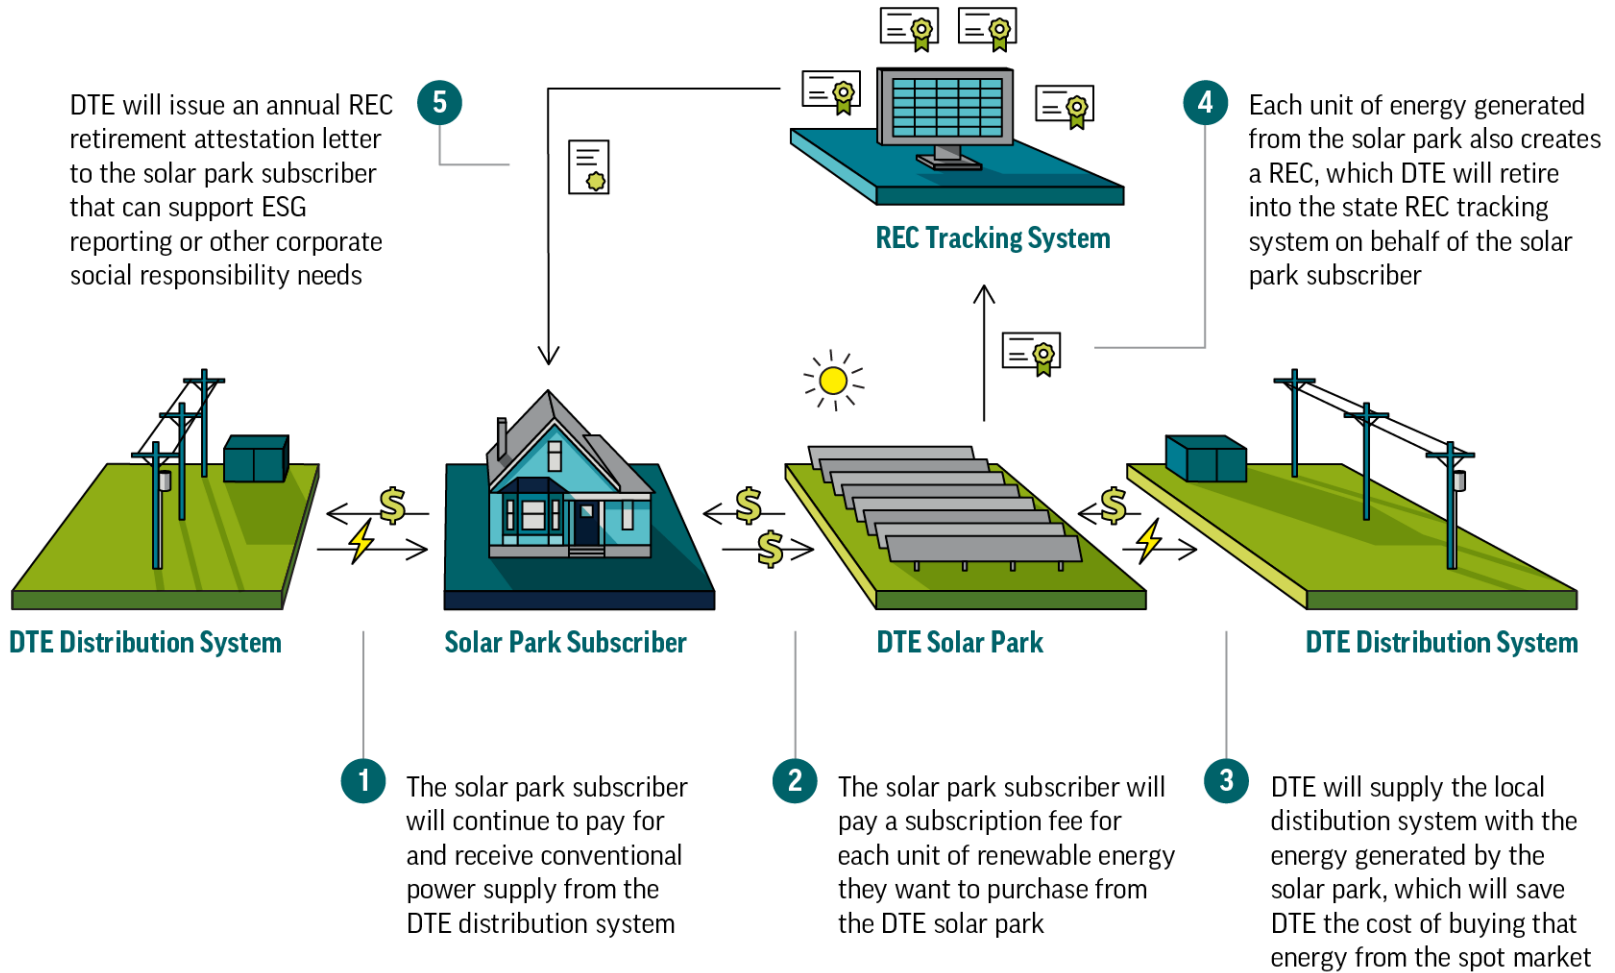 5
DTE will issue an annual REC
retirement attestation letter
to the solar park subscriber
that can support ESG
reporting or other corporate
social responsibility needs
REC Tracking System
4
Each unit of energy generated
from the solar park also creates
a REC, which DTE will retire
into the state REC tracking
system on behalf of the solar
park subscriber
$
$
$
$
DTE Distribution System
Solar Park Subscriber
DTE Solar Park
DTE Distribution System
1
The solar park subscriber
will continue to pay for
and receive conventional
power supply from the
DTE distribution system
2
The solar park subscriber will
pay a subscription fee for
each unit of renewable energy
they want to purchase from
the DTE solar park
3
DTE will supply the local
distibution system with the
energy generated by the
solar park, which will save
DTE the cost of buying that
energy from the spot market